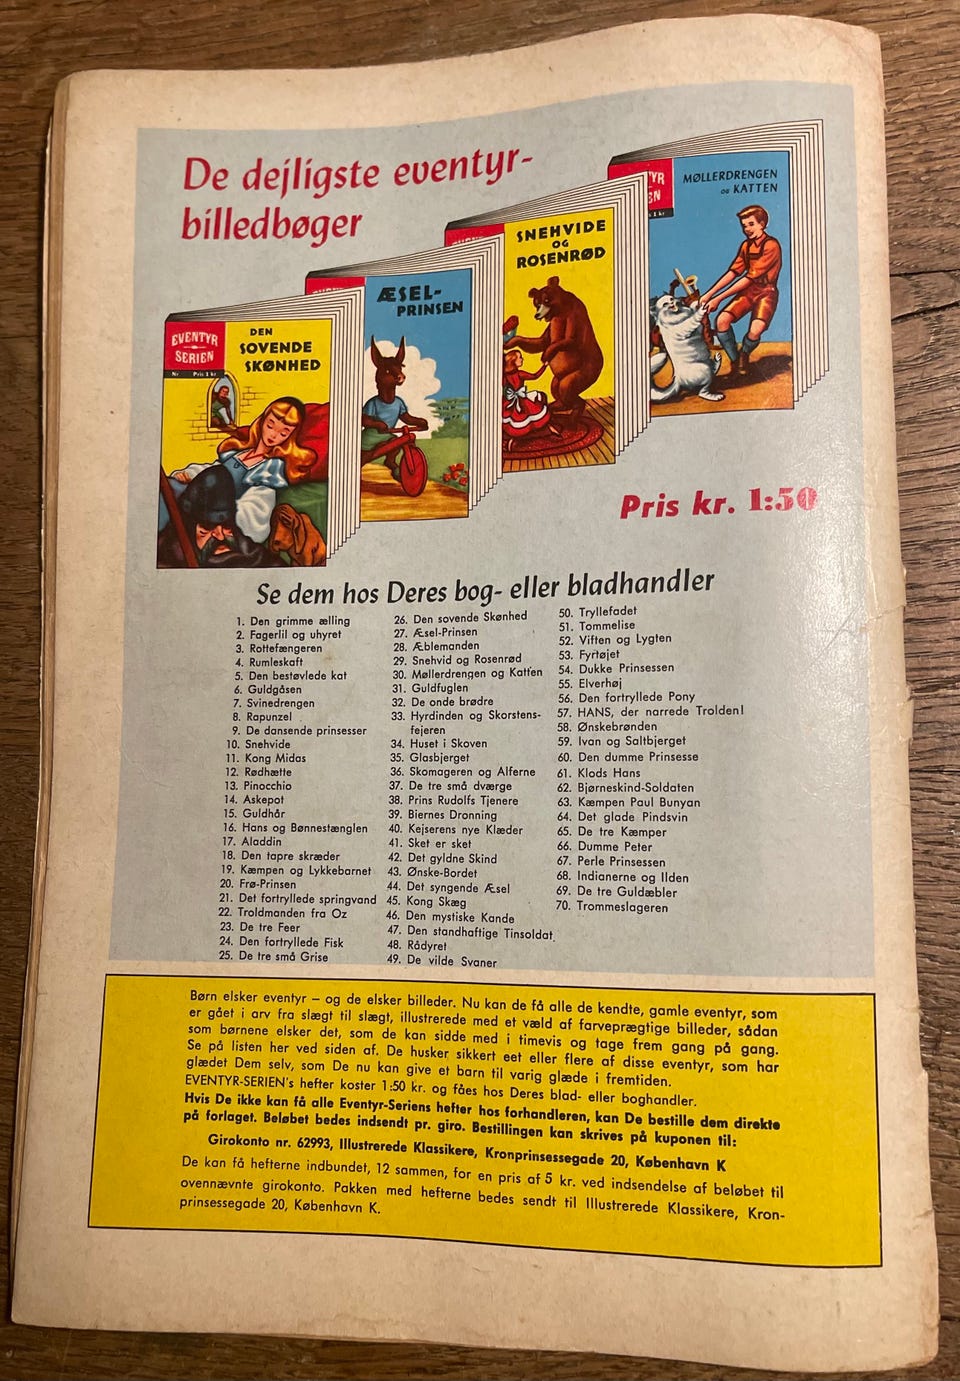 De dejligste eventyr-
billedbøger
EVENTYR
SERIEN
Nr Pris 1 kr
DEN
SOVENDE
SKØNHED
ÆSEL-
PRINSEN
SNEHVIDE
OG
ROSENRØD
MØLLERDRENGEN
OG KATTEN
Pris kr. 1:50
Se dem hos Deres bog- eller bladhandler
1. Den grimme ælling
2. Fagerlil og uhyret
3. Rottefængeren
4. Rumleskaft
5. Den bestøvlede kat
6. Guldgåsen
7. Svinedrengen
8. Rapunzel
9. De dansende prinsesser
10. Snehvide
11. Kong Midas
12. Rødhætte
13. Pinocchio
14. Askepot
15. Guldhår
16. Hans og Bønnestænglen
17. Aladdin
18. Den tapre skræder
19. Kæmpen og Lykkebarnet
20. Frø-Prinsen
21. Det fortryllede springvand
22. Troldmanden fra Oz
23. De tre Feer
24. Den fortryllede Fisk
25. De tre små Grise
26. Den sovende Skønhed
27. Æsel-Prinsen
28. Æblemanden
29. Snehvid og Rosenrød
30. Møllerdrengen og Katten
31. Guldfuglen
32. De onde brødre
33. Hyrdinden og Skorstens-
fejeren
34. Huset i Skoven
35. Glasbjerget
36. Skomageren og Alferne
37. De tre små dværge
38. Prins Rudolfs Tjenere
39. Biernes Dronning
40. Kejserens nye Klæder
41. Sket er sket
42. Det gyldne Skind
43. Ønske-Bordet
44. Det syngende Æsel
45. Kong Skæg
46. Den mystiske Kande
47. Den standhaftige Tinsoldat
48. Rådyret
49. De vilde Svaner
50. Tryllefadet
51. Tommelise
52. Viften og Lygten
53. Fyrtøjet
54. Dukke Prinsessen
55. Elverhøj
56. Den fortryllede Pony
57. HANS, der narrede Trolden!
58. Ønskebrønden
59. Ivan og Saltbjerget
60. Den dumme Prinsesse
61. Klods Hans
62. Bjørneskind-Soldaten
63. Kæmpen Paul Bunyan
64. Det glade Pindsvin
65. De tre Kæmper
66. Dumme Peter
67. Perle Prinsessen
68. Indianerne og Ilden
69. De tre Guldæbler
70. Trommeslageren
Børn elsker eventyr – og de elsker billeder. Nu kan de få alle de kendte, gamle eventyr, som
er gået i arv fra slægt til slægt, illustrerede med et væld af farveprægtige billeder, sådan
som børnene elsker det, som de kan sidde med i timevis og tage frem gang på gang.
Se på listen her ved siden af. De husker sikkert eet eller flere af disse eventyr, som har
glædet Dem selv, som De nu kan give et barn til varig glæde i fremtiden.
EVENTYR-SERIEN's hefter koster 1:50 kr. og fåes hos Deres blad- eller boghandler.
Hvis De ikke kan få alle Eventyr-Seriens hefter hos forhandleren, kan De bestille dem direkte
på forlaget. Beløbet bedes indsendt pr. giro. Bestillingen kan skrives på kuponen til:
Girokonto nr. 62993, Illustrerede Klassikere, Kronprinsessegade 20, København K
De kan få hefterne indbundet, 12 sammen, for en pris af 5 kr. ved indsendelse af beløbet til
ovennævnte girokonto. Pakken med hefterne bedes sendt til Illustrerede Klassikere, Kron-
prinsessegade 20, København K.